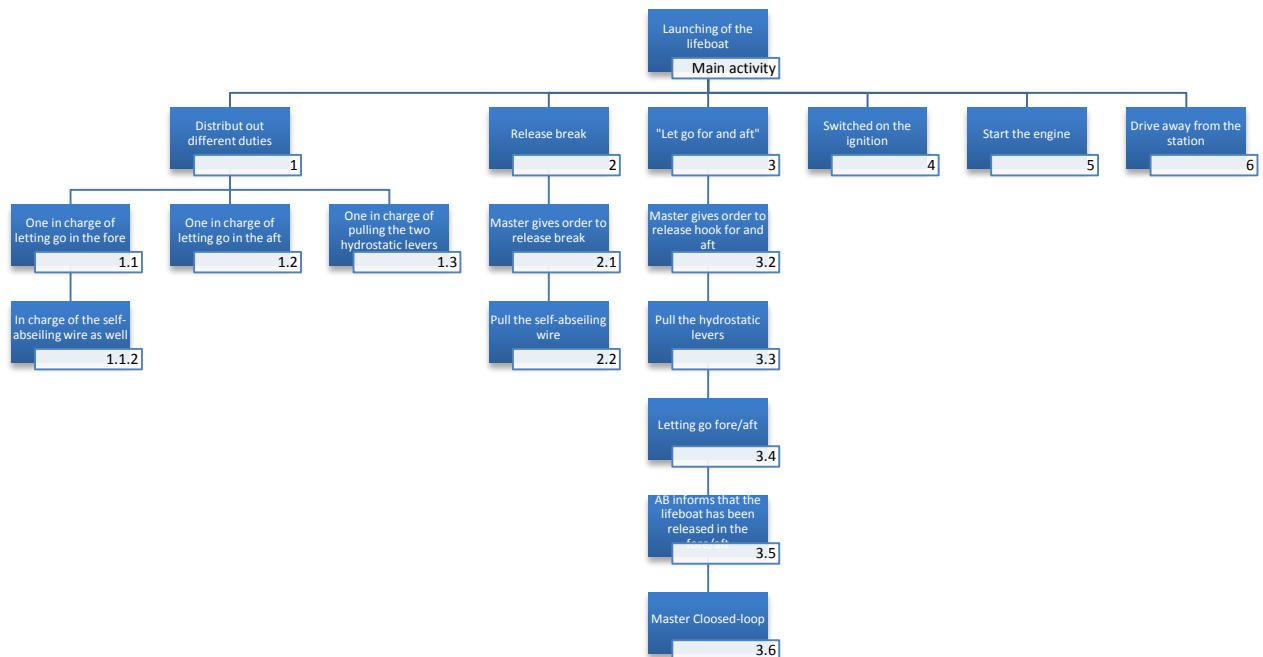 Launching of the
lifeboat
Main activity
Distribut out
different duties
1
Release break
2
"Let go for and aft"
3
Switched on the
ignition
4
Start the engine
5
Drive away from the
station
6
One in charge of
letting go in the fore
1.1
One in charge of
letting go in the aft
1.2
One in charge of
pulling the two
hydrostatic levers
1.3
Master gives order to
release break
2.1
Master gives order to
release hook for and
aft
3.2
In charge of the self-
abseiling wire as well
1.1.2
Pull the self-abseiling
wire
2.2
Pull the hydrostatic
levers
3.3
Letting go fore/aft
3.4
AB informs that the
lifeboat has been
released in the
fore/aft
3.5
Master Cloosed-loop
3.6